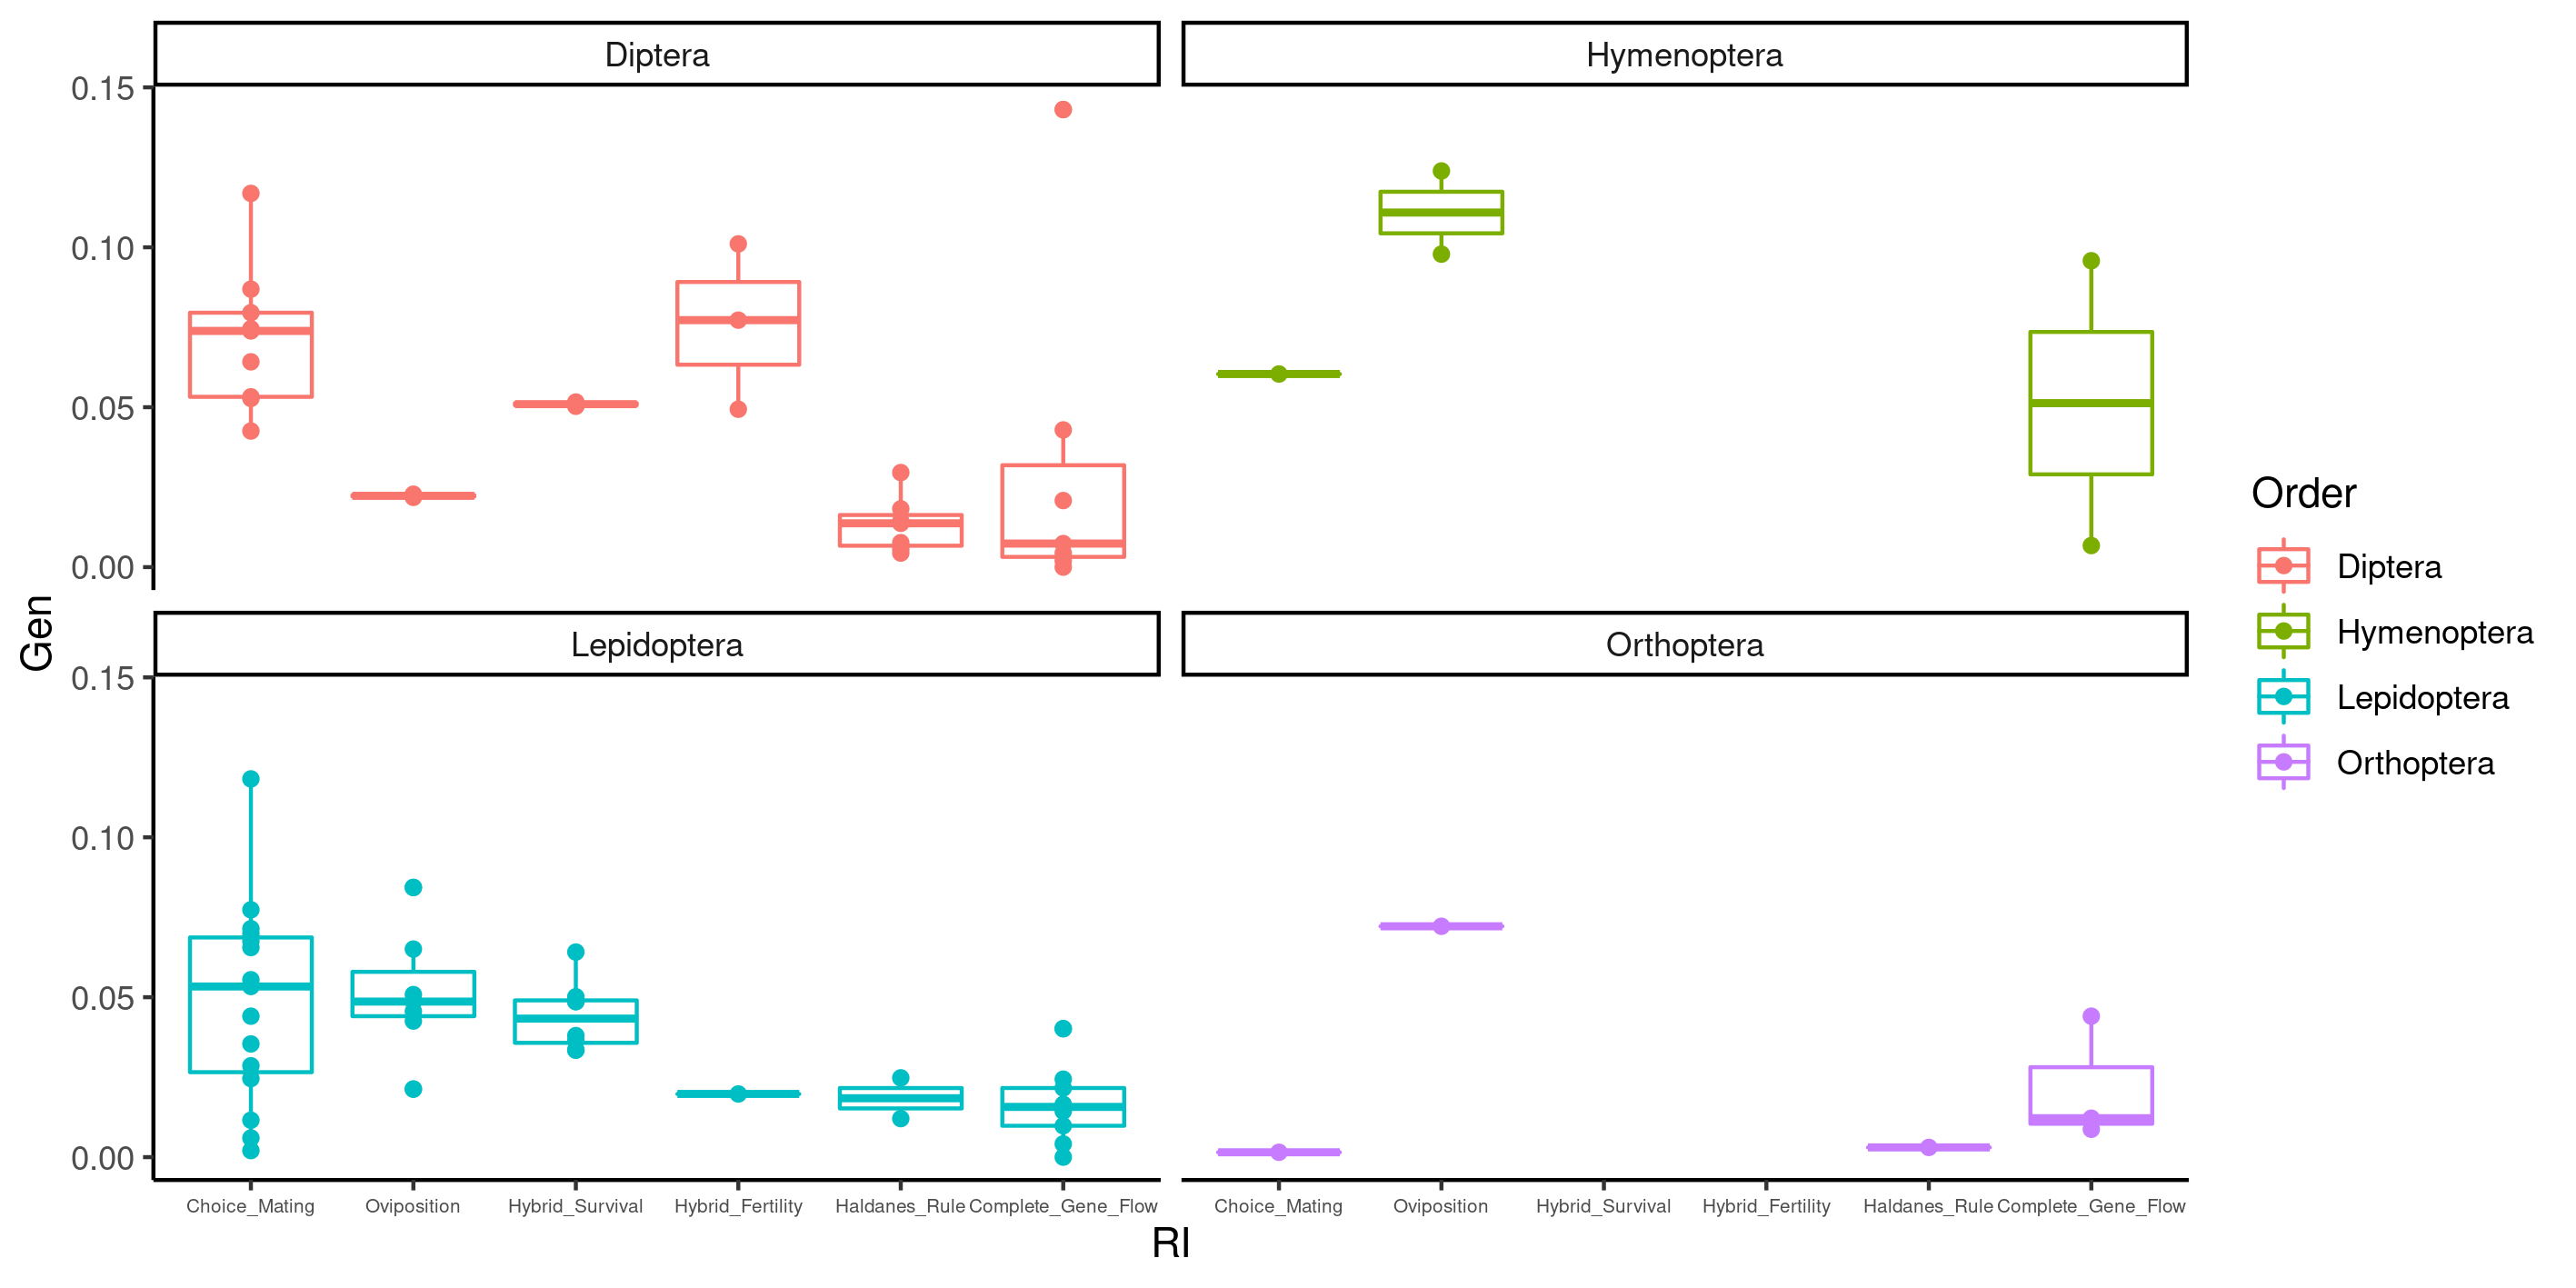 Diptera
Hymenoptera
0.15
0.10
0.05
0.00
Gen
Lepidoptera
Orthoptera
0.15
0.10
0.05
0.00
Choice_Mating Oviposition Hybrid_Survival Hybrid_Fertility Haldanes_Rule Complete_Gene_Flow
Choice_Mating Oviposition Hybrid_Survival Hybrid_Fertility Haldanes_Rule Complete_Gene_Flow
RI
Order
Diptera
Hymenoptera
Lepidoptera
Orthoptera